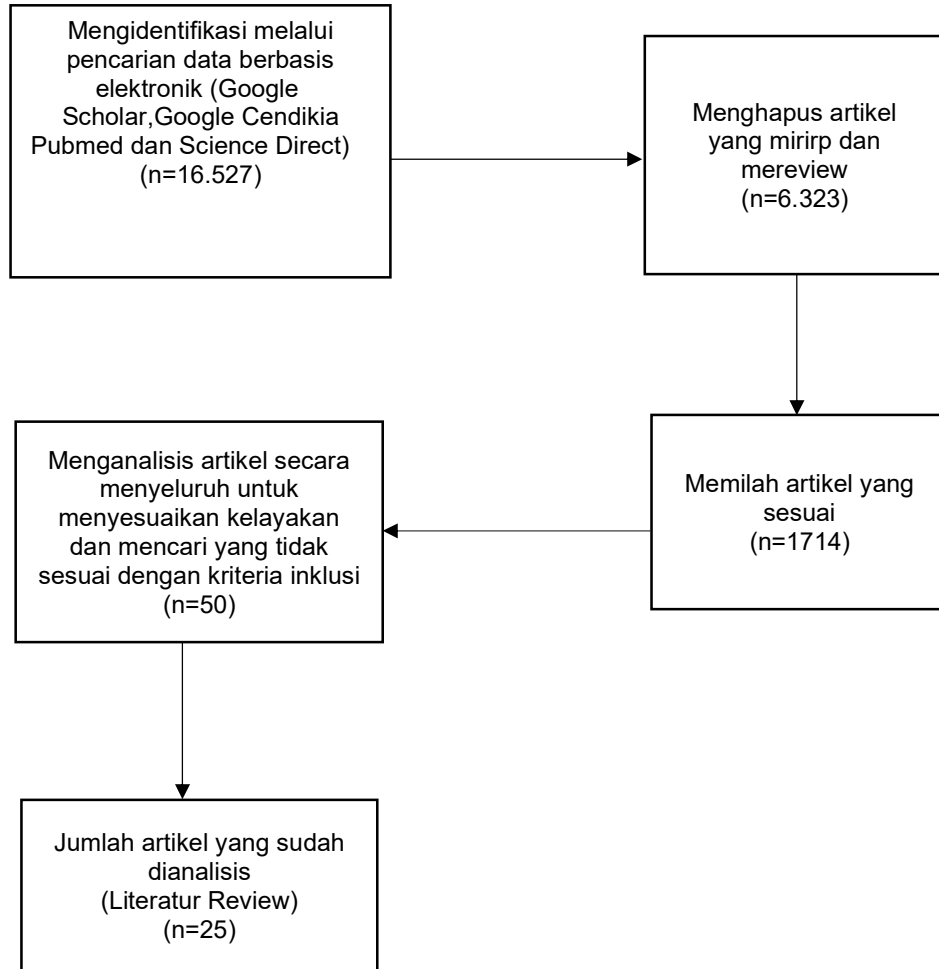 Mengidentifikasi melalui
pencarian data berbasis
elektronik (Google
Scholar,Google Cendikia
Pubmed dan Science Direct)
(n=16.527)
Menghapus artikel
yang mirirp dan
mereview
(n=6.323)
Memilah artikel yang
sesuai
(n=1714)
Menganalisis artikel secara
menyeluruh untuk
menyesuaikan kelayakan
dan mencari yang tidak
sesuai dengan kriteria inklusi
(n=50)
Jumlah artikel yang sudah
dianalisis
(Literatur Review)
(n=25)